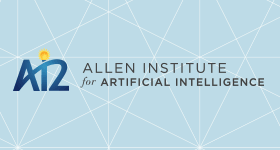 AI2
ALLEN INSTITUTE
for ARTIFICIAL INTELLIGENCE